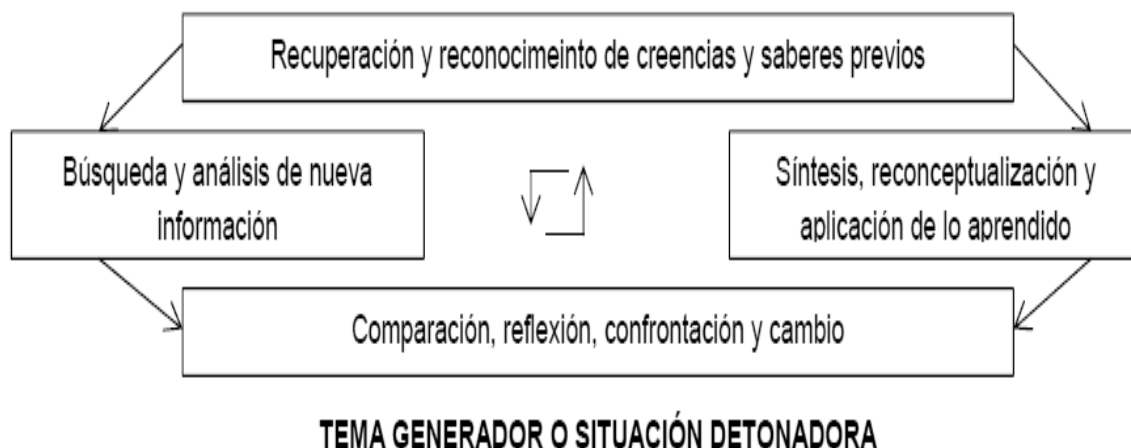 Recuperación y reconocimeinto de creencias y saberes previos
Búsqueda y análisis de nueva
información
Síntesis, reconceptualización y
aplicación de lo aprendido
Comparación, reflexión, confrontación y cambio
TEMA GENERADOR O SITUACIÓN DETONADORA